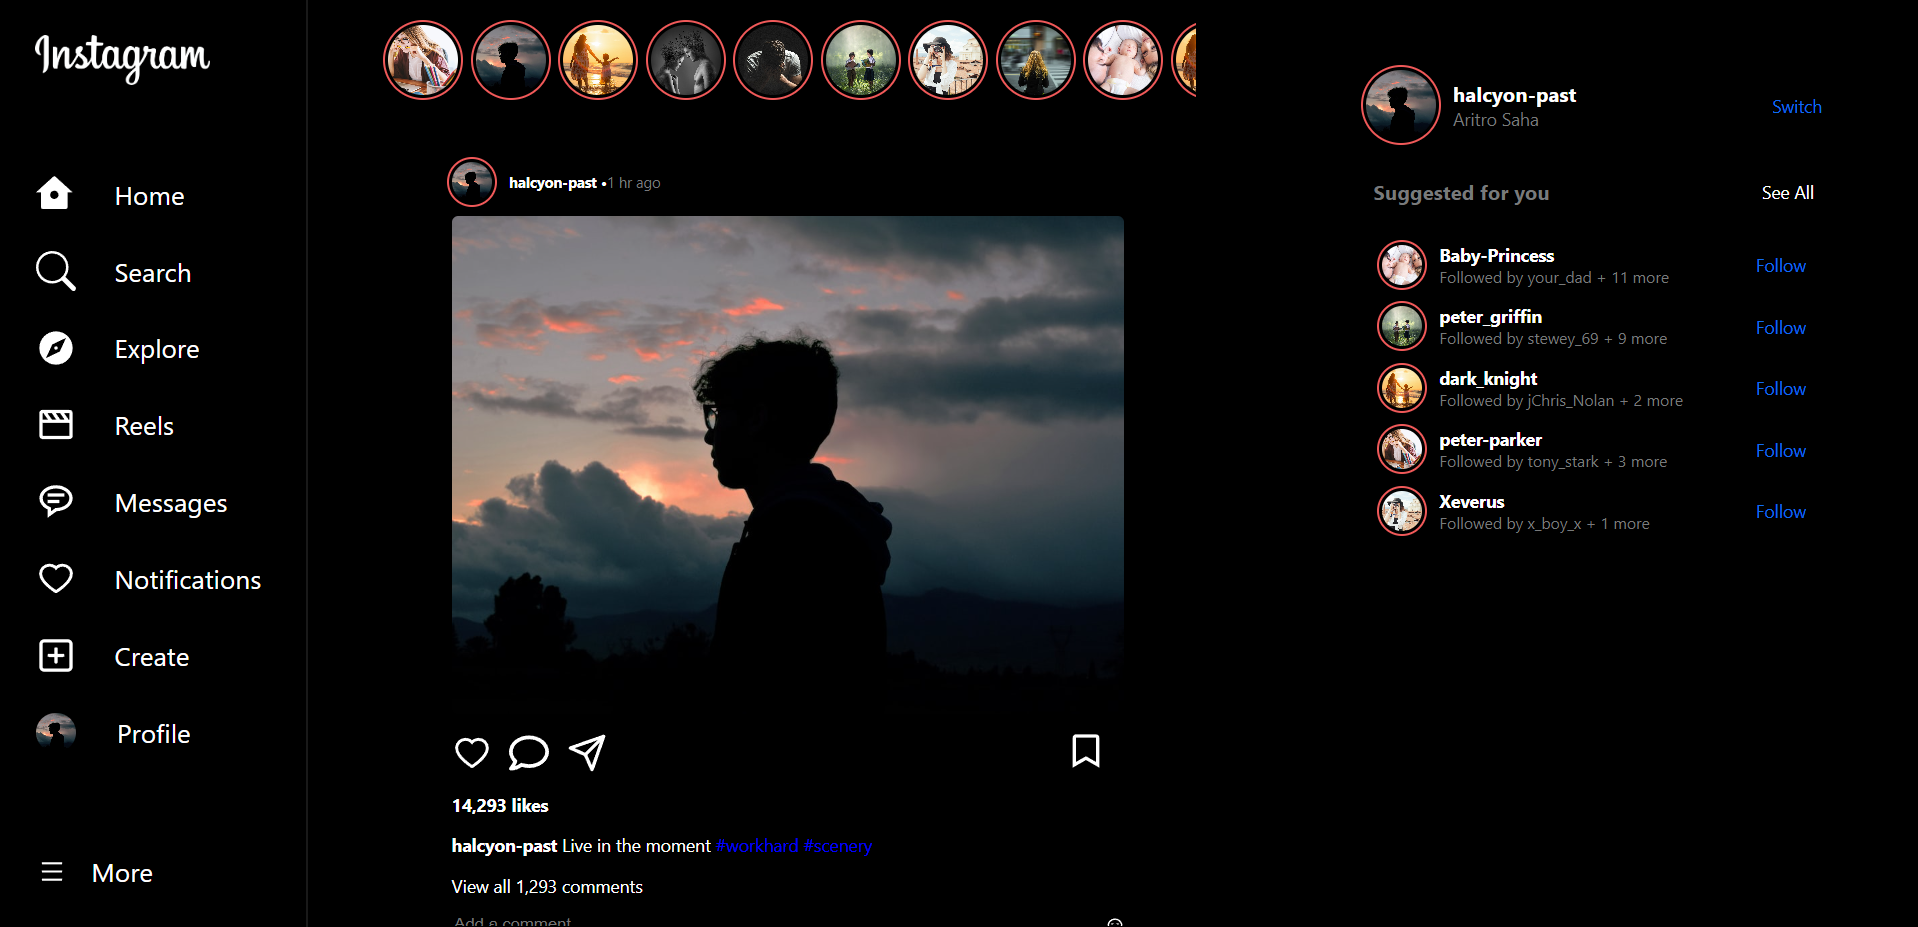 Instagram
Home
Search
Explore
Reels
Messages
Notifications
Create
Profile
More
halcyon-past •1 hr ago
14,293 likes
halcyon-past Live in the moment #workhard #scenery
View all 1,293 comments
Add a comment
halcyon-past
Aritro Saha
Switch
Suggested for you
See All
Baby-Princess
Followed by your_dad + 11 more
Follow
peter_griffin
Followed by stewey_69 + 9 more
Follow
dark_knight
Followed by jChris_Nolan + 2 more
Follow
peter-parker
Followed by tony_stark + 3 more
Follow
Xeverus
Followed by x_boy_x + 1 more
Follow